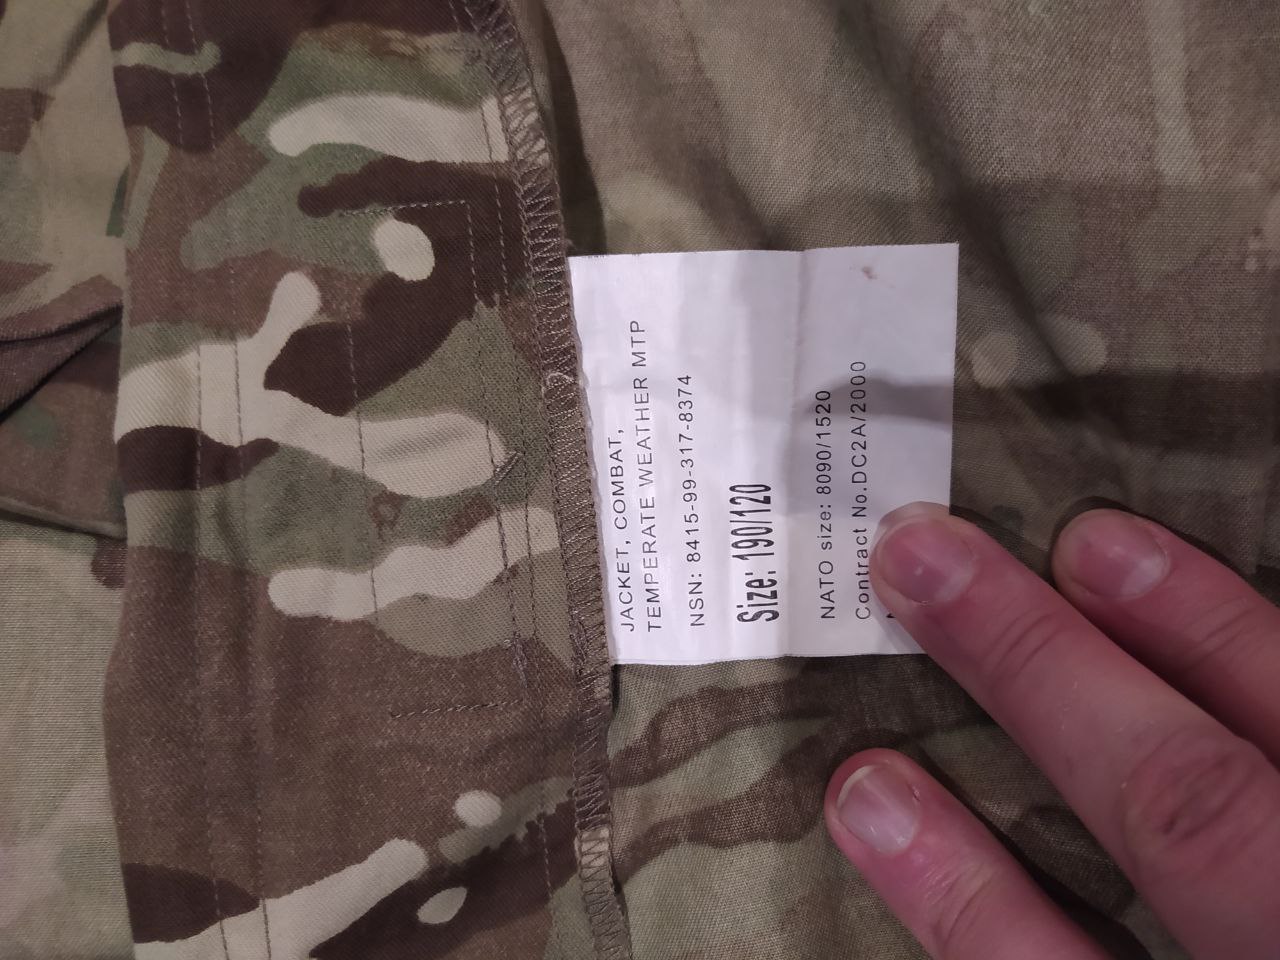 JACKET, COMBAT,
TEMPERATE WEATHER MTP
NSN: 8415-99-317-8374
Size: 190/120
NATO size: 8090/1520
Contract No.DC2A/2000